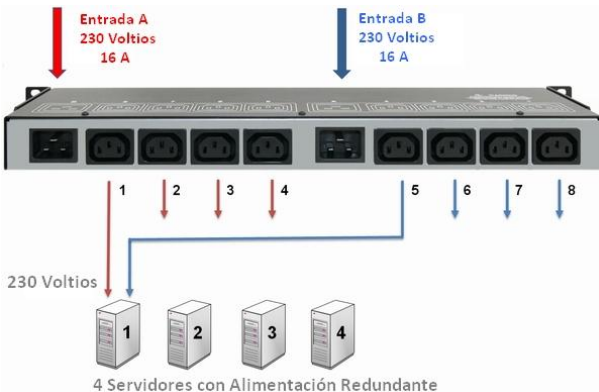 Entrada A
230 Voltios
16 A
Entrada B
230 Voltios
16 A
1 2 3 4 5 6 7 8
230 Voltios
1 2 3 4
4 Servidores con Alimentación Redundante